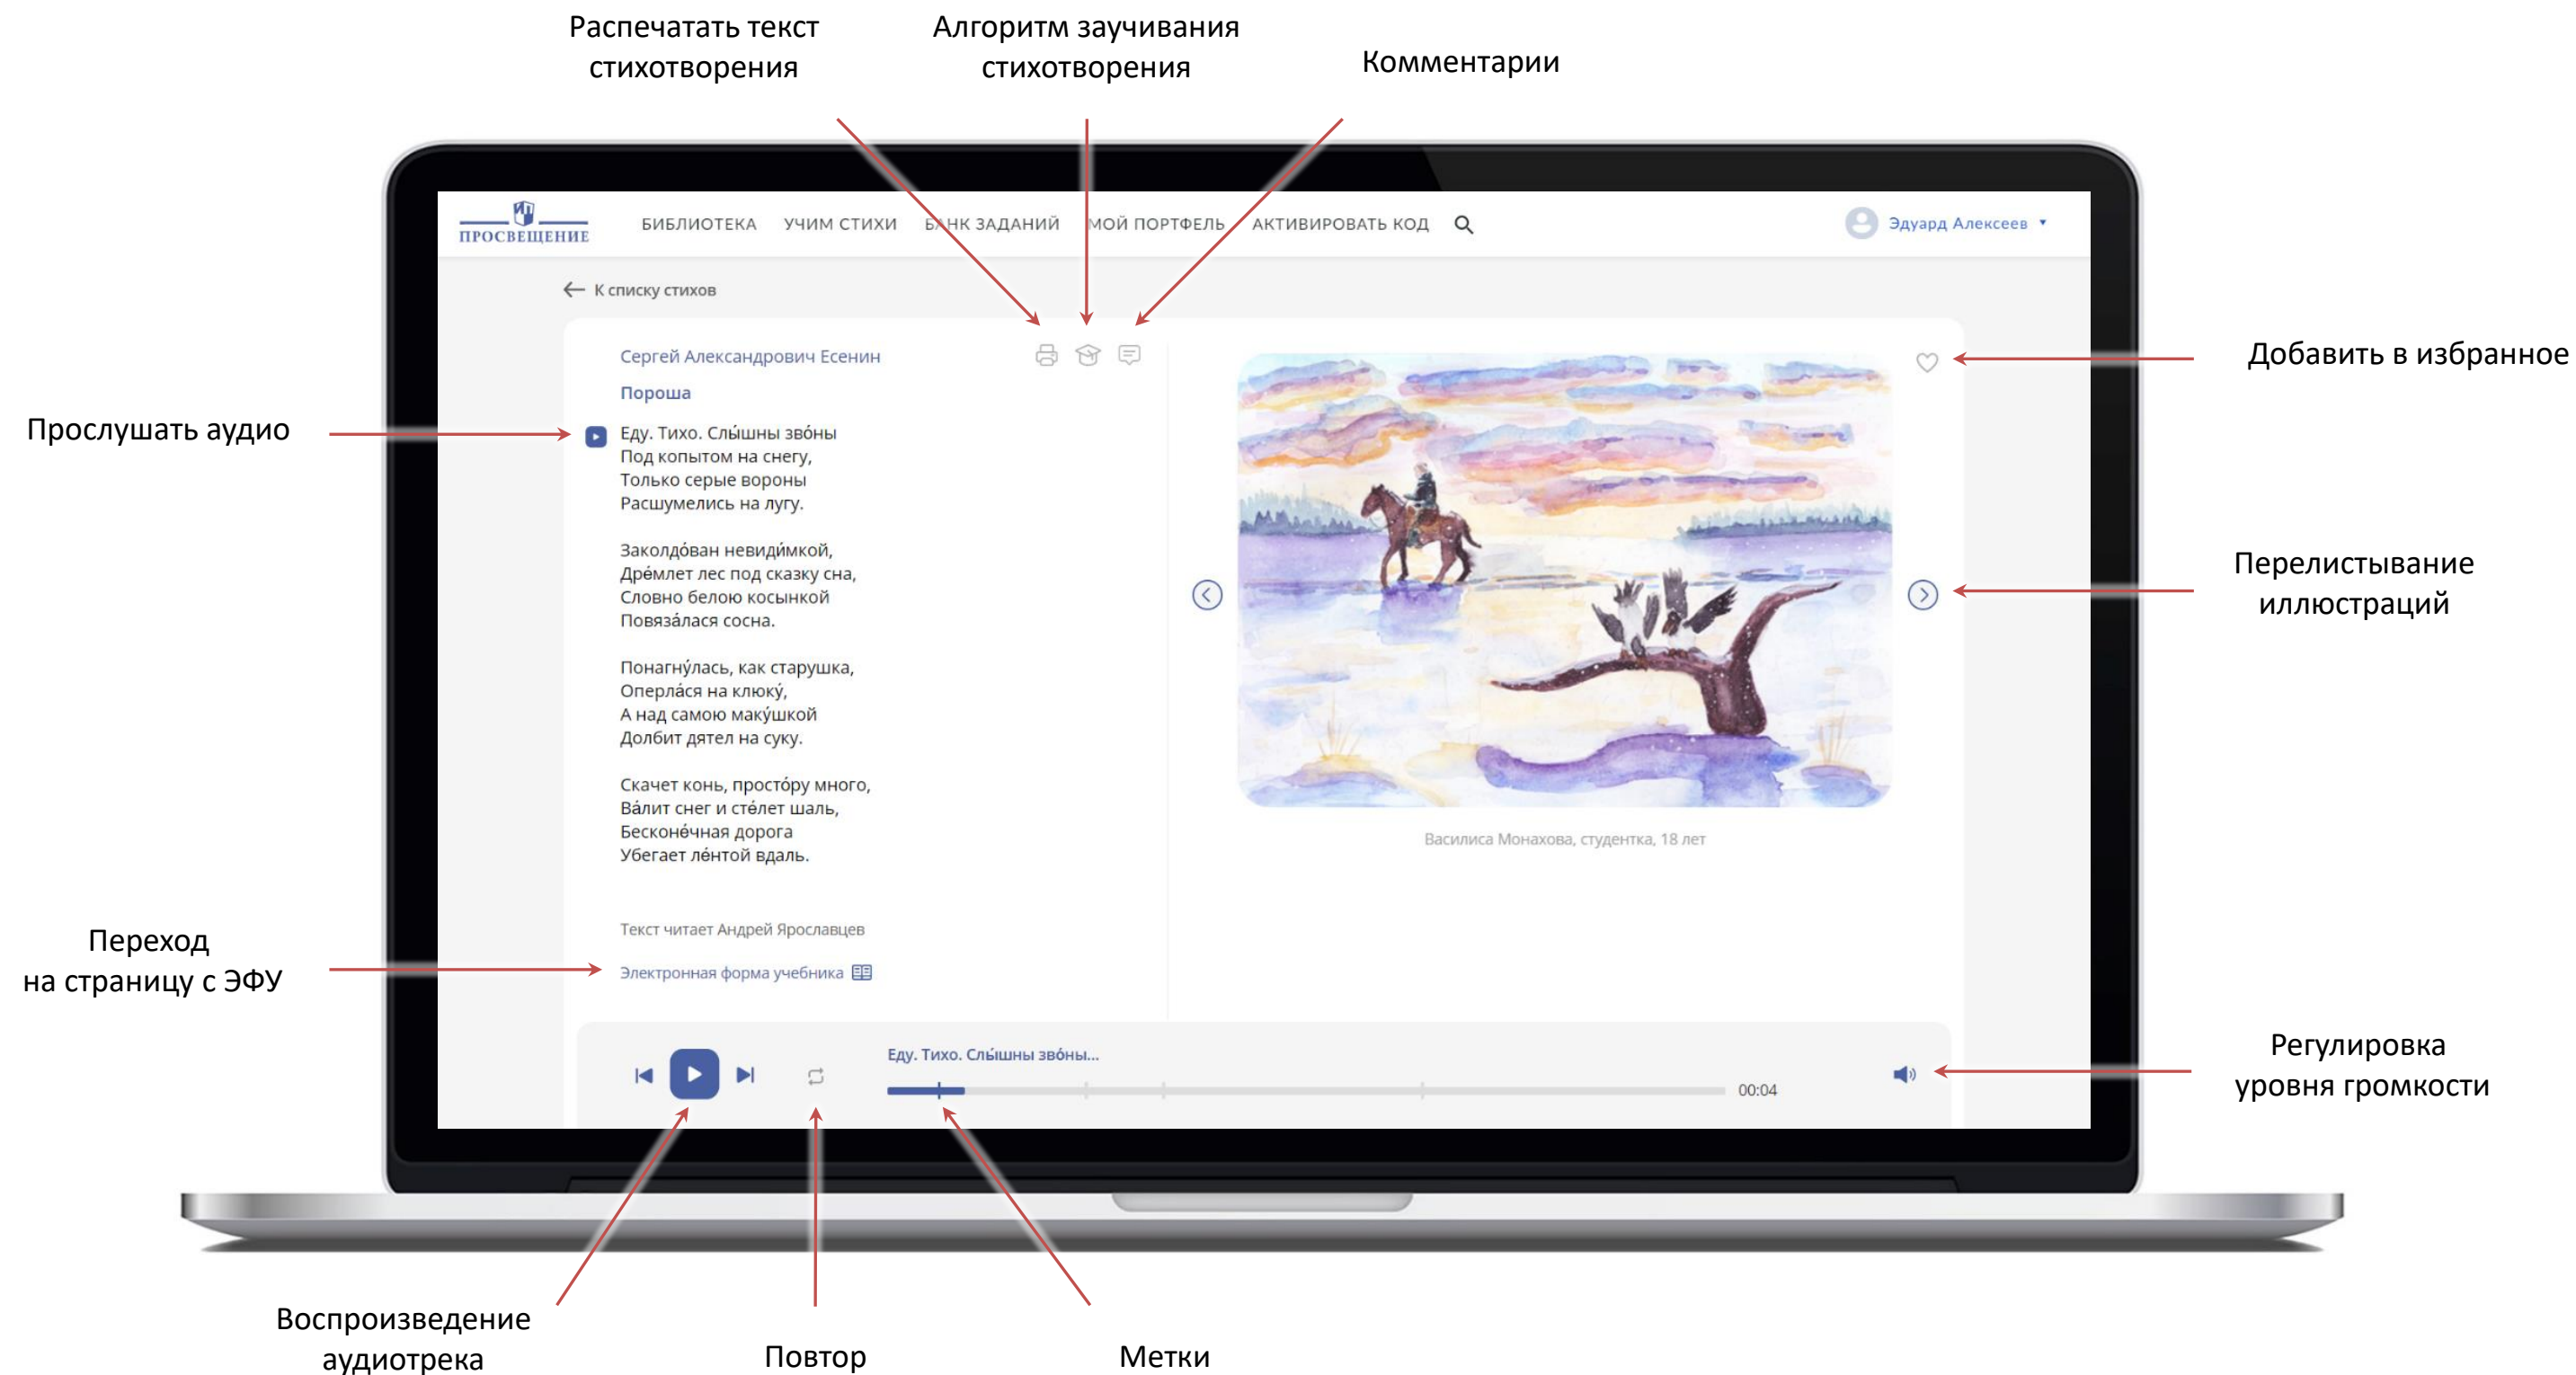 Распечатать текст
стихотворения
Алгоритм заучивания
стихотворения
Комментарии
ИП
ПРОСВЕЩЕНИЕ
БИБЛИОТЕКА УЧИМ СТИХИ БАНК ЗАДАНИЙ МОЙ ПОРТФЕЛЬ АКТИВИРОВАТЬ КОД
Эдуард Алексеев
К списку стихов
Сергей Александрович Есенин
Пороша
Еду. Тихо. Слы́шны зво́ны
Под копытом на снегу,
Только серые вороны
Расшумелись на лугу.
Заколдо́ван невиди́мкой,
Дре́млет лес под сказку сна,
Словно белою косынкой
Повяза́лася сосна.
Понагну́лась, как старушка,
Оперла́ся на клюку́,
А над самою маку́шкой
Долбит дятел на суку.
Скачет конь, просто́ру много,
Ва́лит снег и сте́лет шаль,
Бесконе́чная дорога
Убегает ле́нтой вдаль.
Текст читает Андрей Ярославцев
Электронная форма учебника
Василиса Монахова, студентка, 18 лет
Еду. Тихо. Слы́шны зво́ны...
00:04
Прослушать аудио
Переход
на страницу с ЭФУ
Добавить в избранное
Перелистывание
иллюстраций
Регулировка
уровня громкости
Воспроизведение
аудиотрека
Повтор
Метки